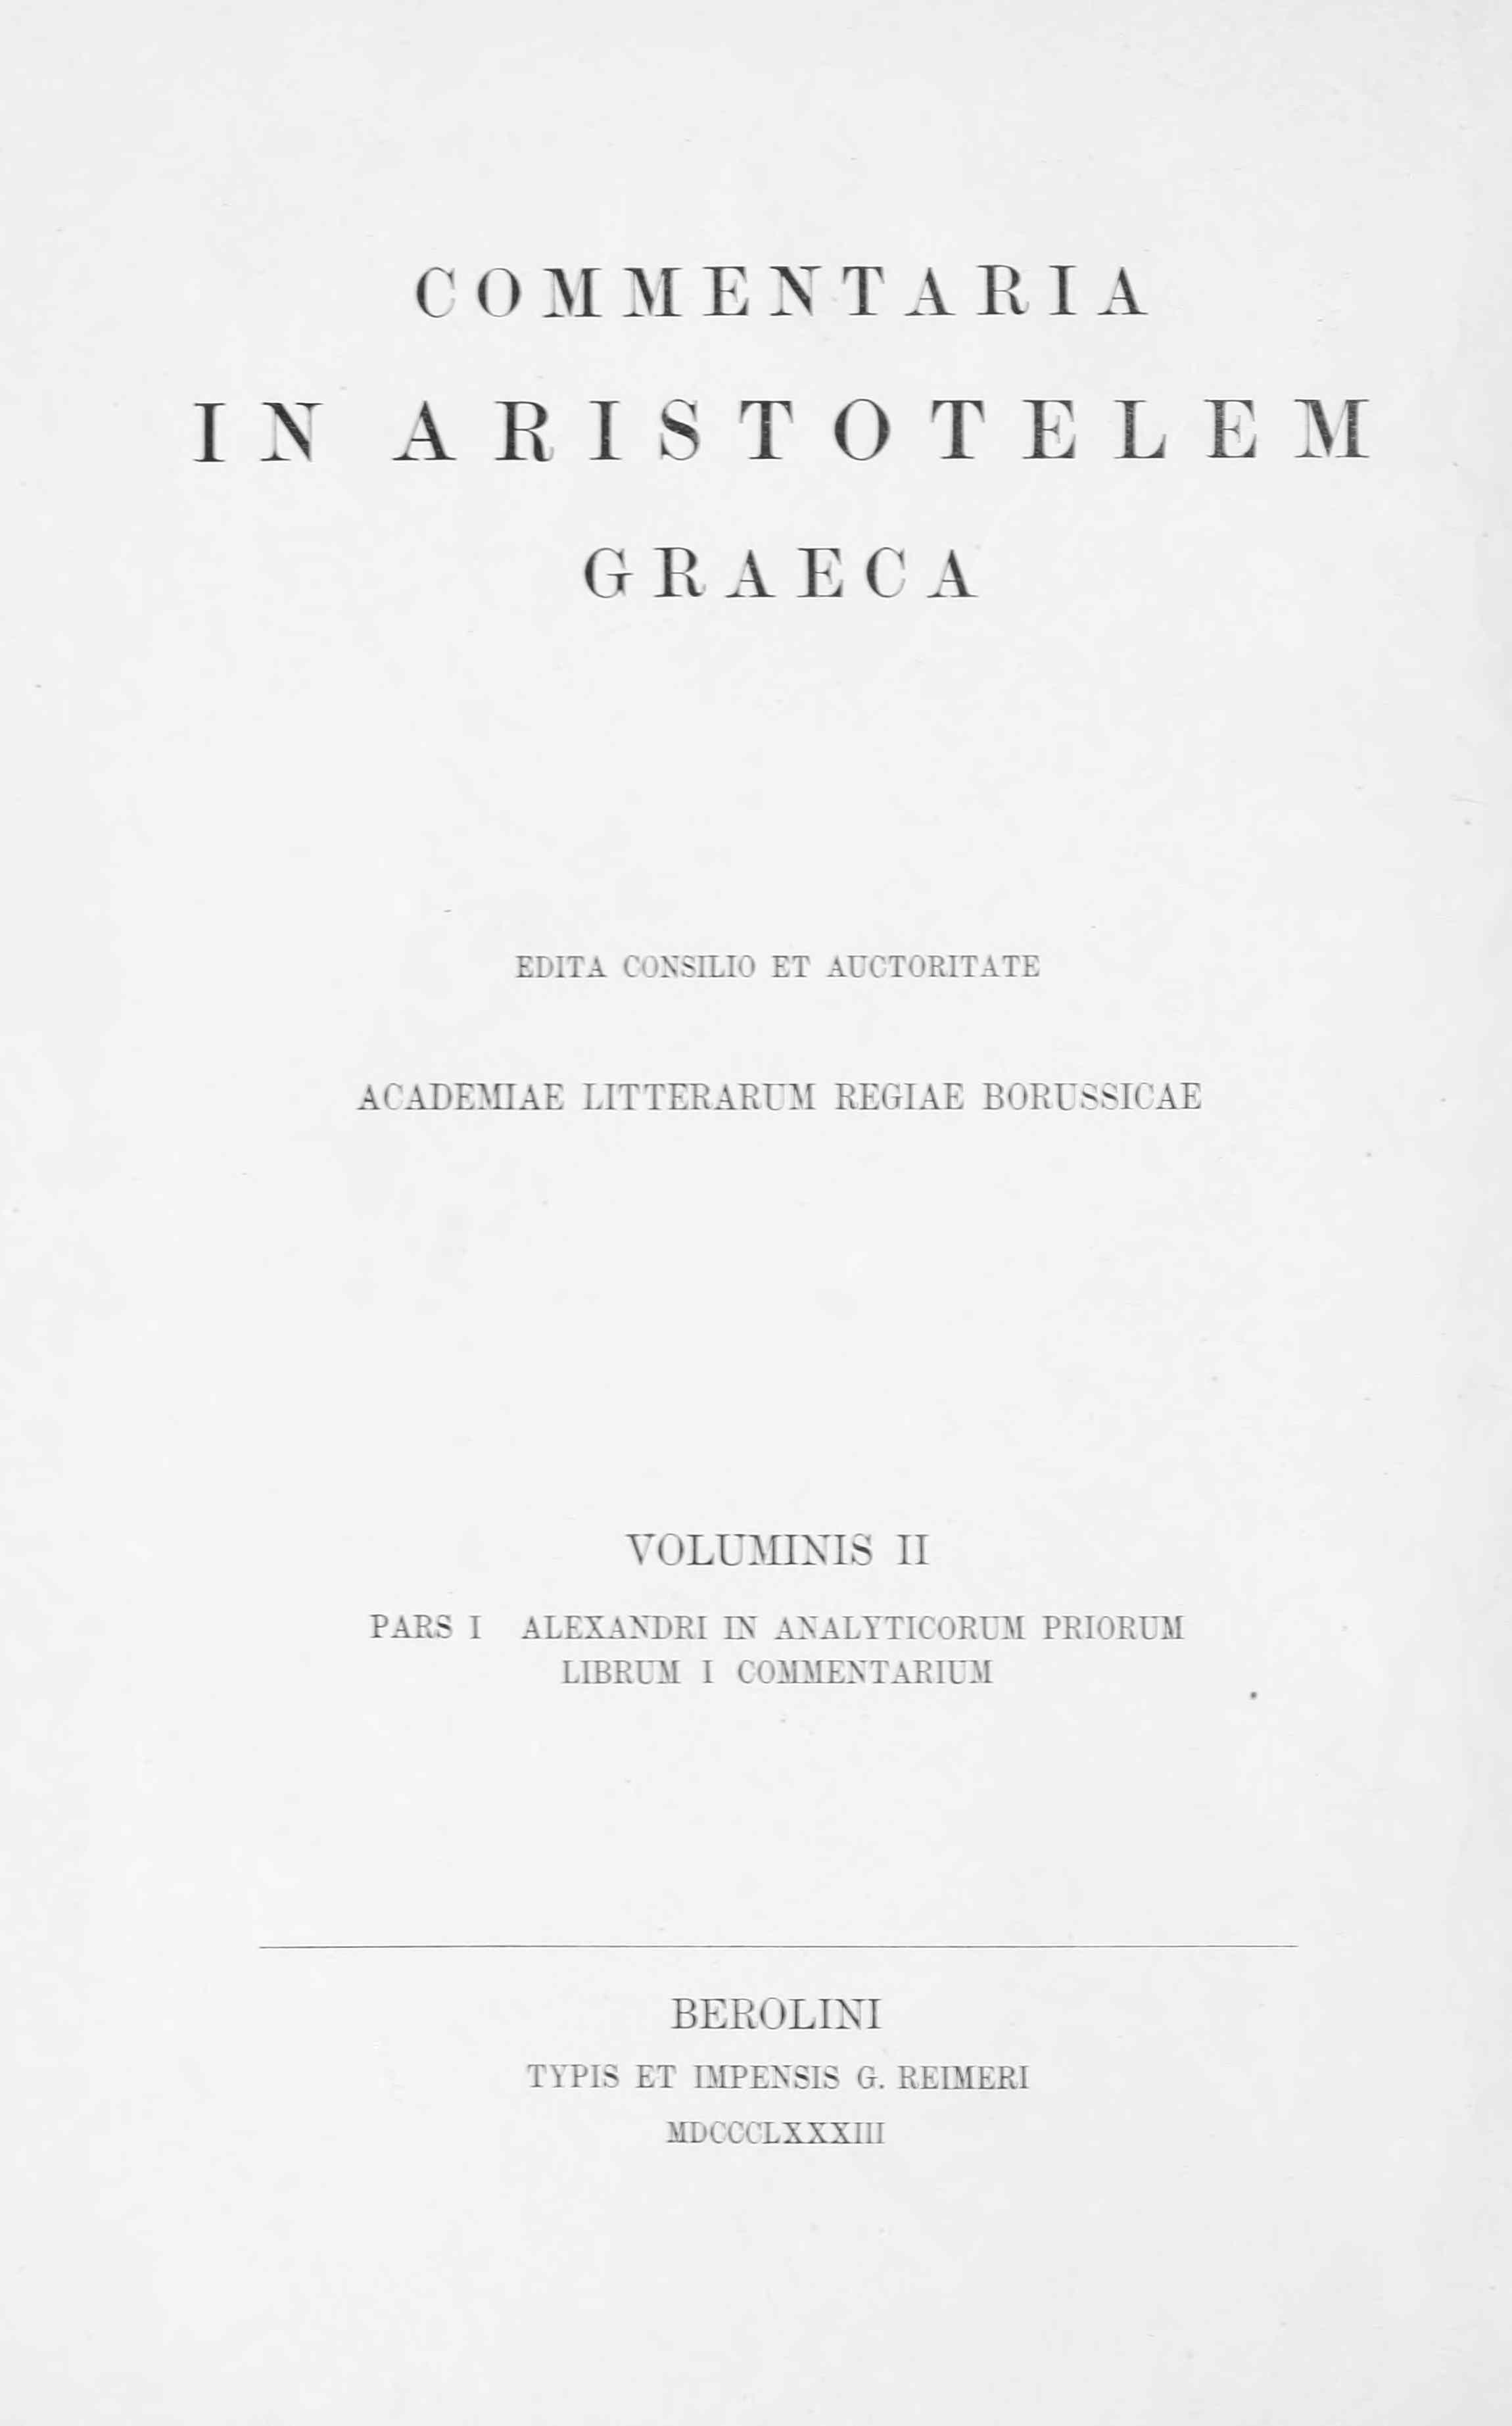 COMMENTARIA
IN ARISTOTELEM
GRAECA
EDITA CONSILIO ET AUCTORITATE
ACADEMIAE LITTERARUM REGIAE BORUSSICAE
VOLUMINIS II
PARS I ALEXANDRI IN ANALYTICORUM PRIORUM
LIBRUM I COMMENTARIUM
BEROLINI
TYPIS ET IMPENSIS G. REIMERI
MDCCCLXXXIII